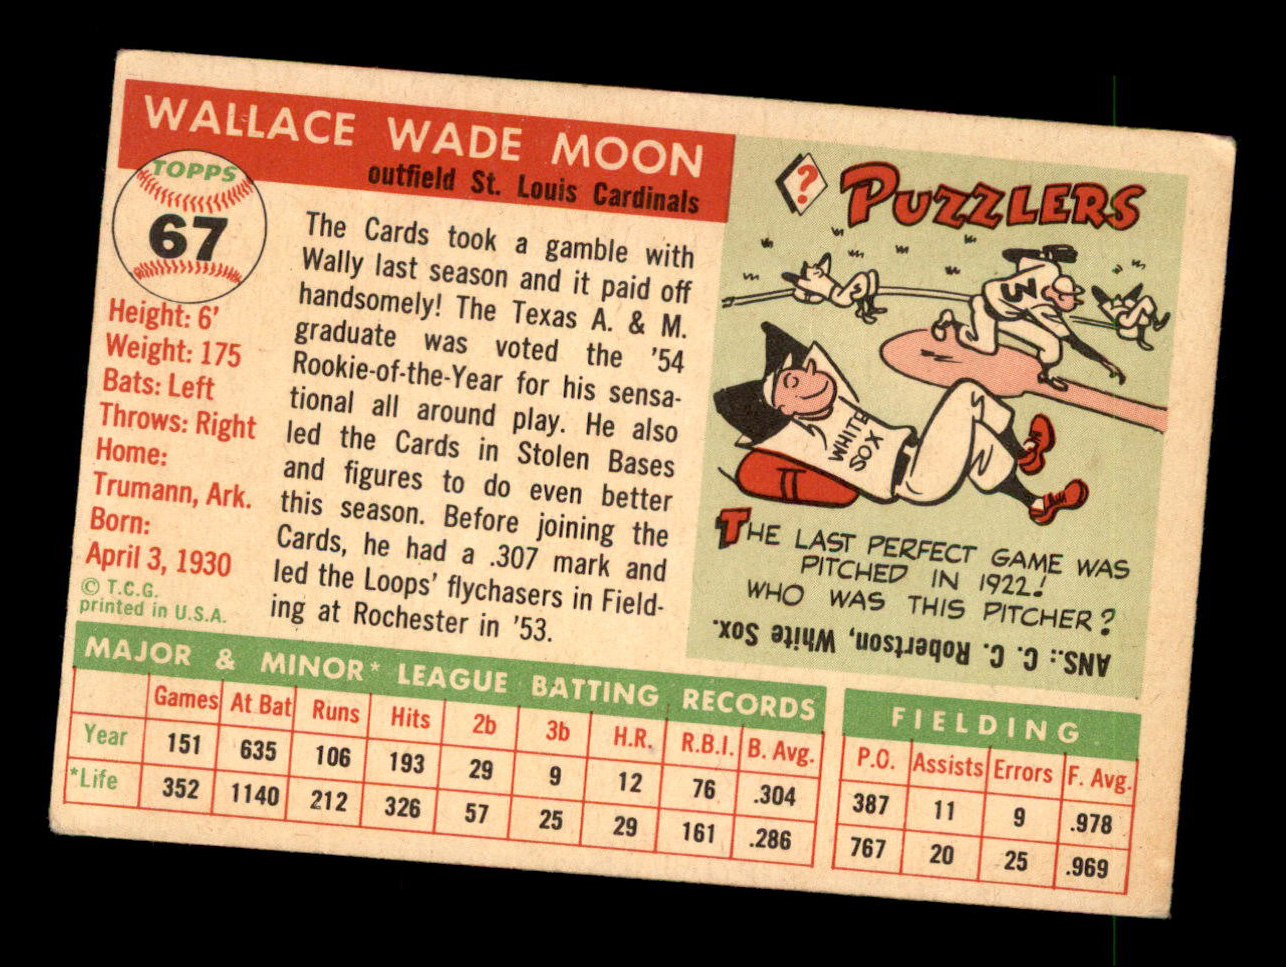 WALLACE WADE MOON
outfield St. Louis Cardinals
TOPPS
67
Height: 6'
Weight: 175
Bats: Left
Throws: Right
Home:
Trumann, Ark.
Born:
April 3, 1930
© T.C.G.
printed in U.S.A.
The Cards took a gamble with
Wally last season and it paid off
handsomely! The Texas A. & M.
graduate was voted the '54
Rookie-of-the-Year for his sensa-
tional all around play. He also
led the Cards in Stolen Bases
and figures to do even better
this season. Before joining the
Cards, he had a .307 mark and
led the Loops' flychasers in Field-
ing at Rochester in '53.
?
PUZZLERS
3
WHITE
SOX
THE LAST PERFECT GAME WAS
PITCHED IN 1922!
WHO WAS THIS PITCHER?
ANS.: C. C. Robertson, White Sox.
MAJOR & MINOR* LEAGUE BATTING RECORDS
Games At Bat Runs Hits 2b 3b H.R. R.B.I. B. Avg.
Year 151 635 106 193 29 9 12 76 .304
*Life 352 1140 212 326 57 25 29 161 .286
FIELDING
P.O. Assists Errors F. Avg.
387 11 9 .978
767 20 25 .969